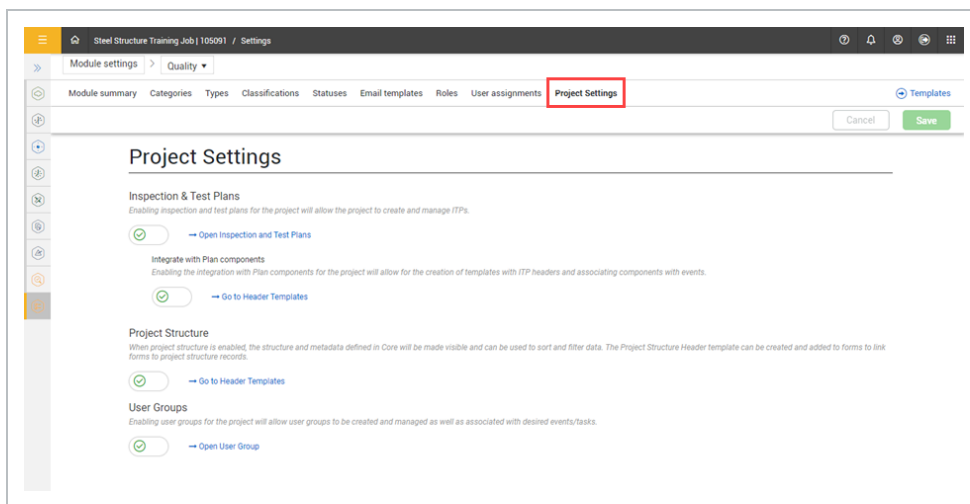 Steel Structure Training Job | 105091 / Settings
Module settings > Quality ▼
Module summary Categories Types Classifications Statuses Email templates Roles User assignments Project Settings Templates
Cancel Save
Project Settings
Inspection & Test Plans
Enabling inspection and test plans for the project will allow the project to create and manage ITPs.
→ Open Inspection and Test Plans
Integrate with Plan components
Enabling the integration with Plan components for the project will allow for the creation of templates with ITP headers and associating components with events.
→ Go to Header Templates
Project Structure
When project structure is enabled, the structure and metadata defined in Core will be made visible and can be used to sort and filter data. The Project Structure Header template can be created and added to forms to link
forms to project structure records.
→ Go to Header Templates
User Groups
Enabling user groups for the project will allow user groups to be created and managed as well as associated with desired events/tasks.
→ Open User Group